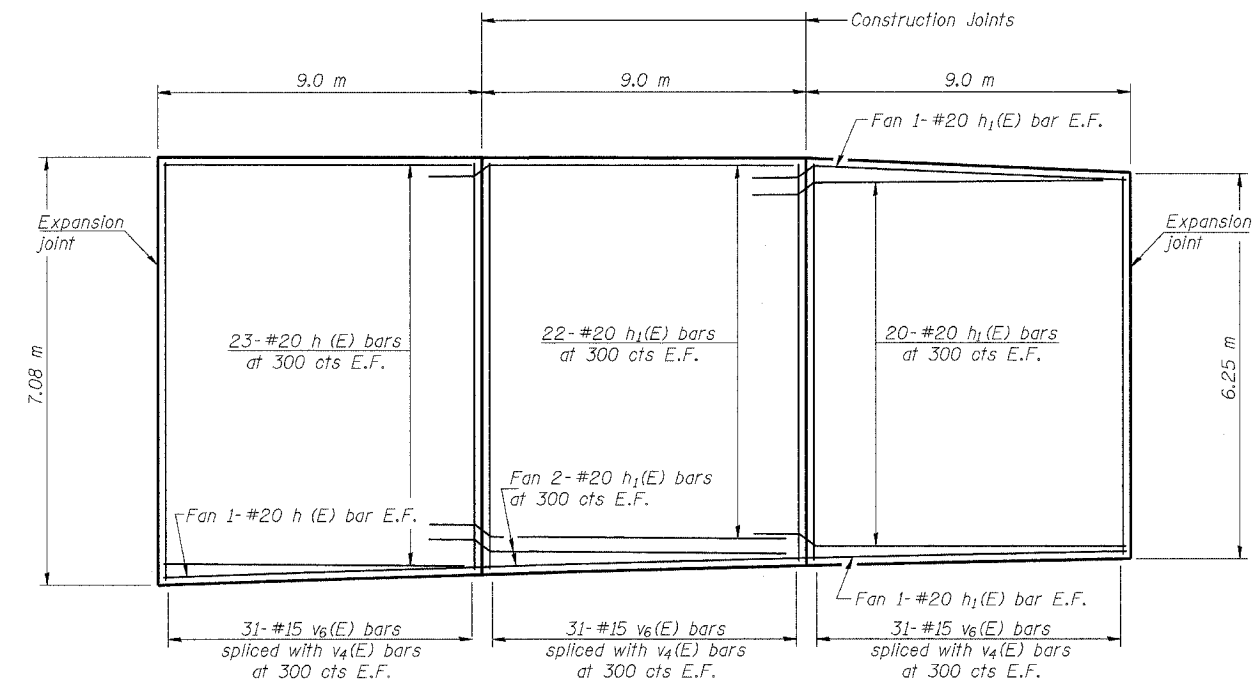 Construction Joints
9.0 m
9.0 m
9.0 m
Fan 1-#20 h₁(E) bar E.F.
Expansion
joint
Expansion
joint
7.08 m
23-#20 h (E) bars
at 300 cts E.F.
22-#20 h₁(E) bars
at 300 cts E.F.
20-#20 h₁(E) bars
at 300 cts E.F.
6.25 m
Fan 2-#20 h₁(E) bars
at 300 cts E.F.
Fan 1-#20 h (E) bar E.F.
Fan 1-#20 h₁(E) bar E.F.
31-#15 v₆(E) bars
spliced with v₄(E) bars
at 300 cts E.F.
31-#15 v₆(E) bars
spliced with v₄(E) bars
at 300 cts E.F.
31-#15 v₆(E) bars
spliced with v₄(E) bars
at 300 cts E.F.